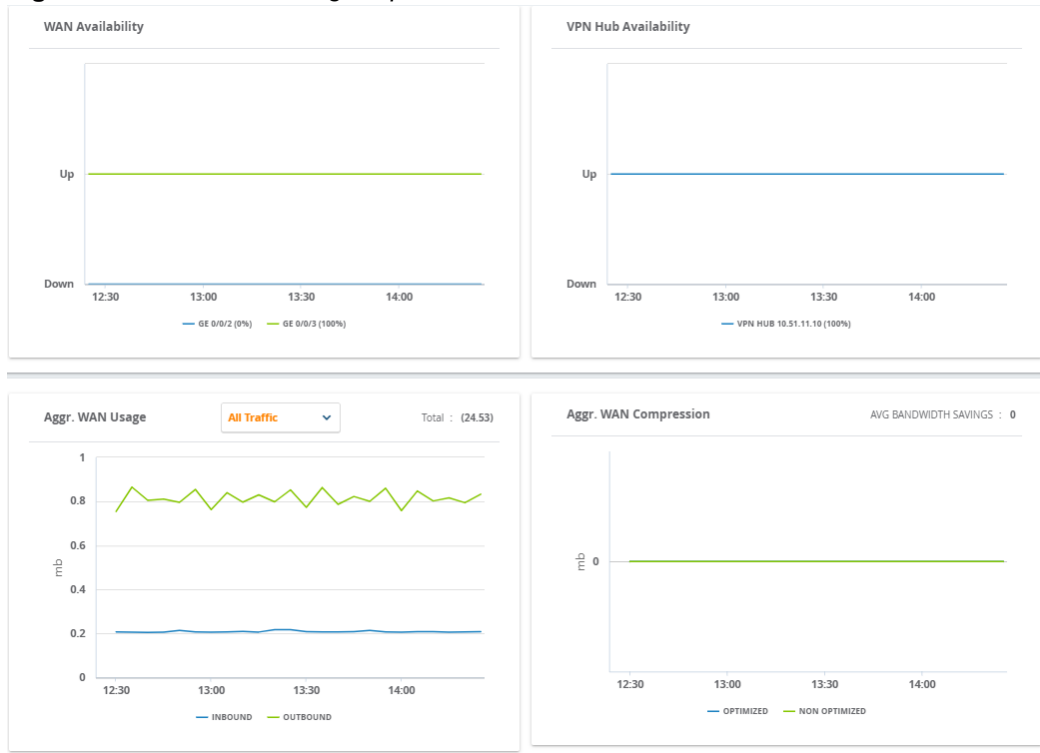 WAN Availability
Up
Down
12:30 13:00 13:30 14:00
GE 0/0/2 (0%) GE 0/0/3 (100%)
VPN Hub Availability
Up
Down
12:30 13:00 13:30 14:00
VPN HUB 10.51.11.10 (100%)
Aggr. WAN Usage All Traffic Total : (24.53)
1
0.8
0.6
mb
0.4
0.2
0
12:30 13:00 13:30 14:00
INBOUND OUTBOUND
Aggr. WAN Compression AVG BANDWIDTH SAVINGS : 0
mb 0
12:30 13:00 13:30 14:00
OPTIMIZED NON OPTIMIZED